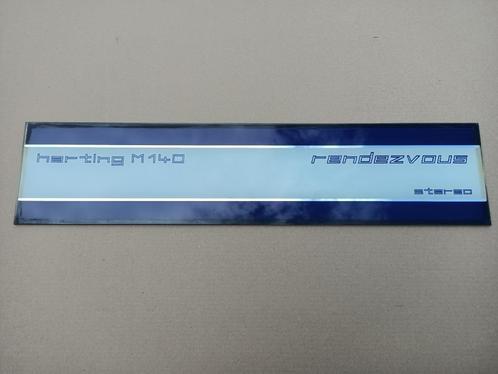 harting M140 rendezvous
stereo